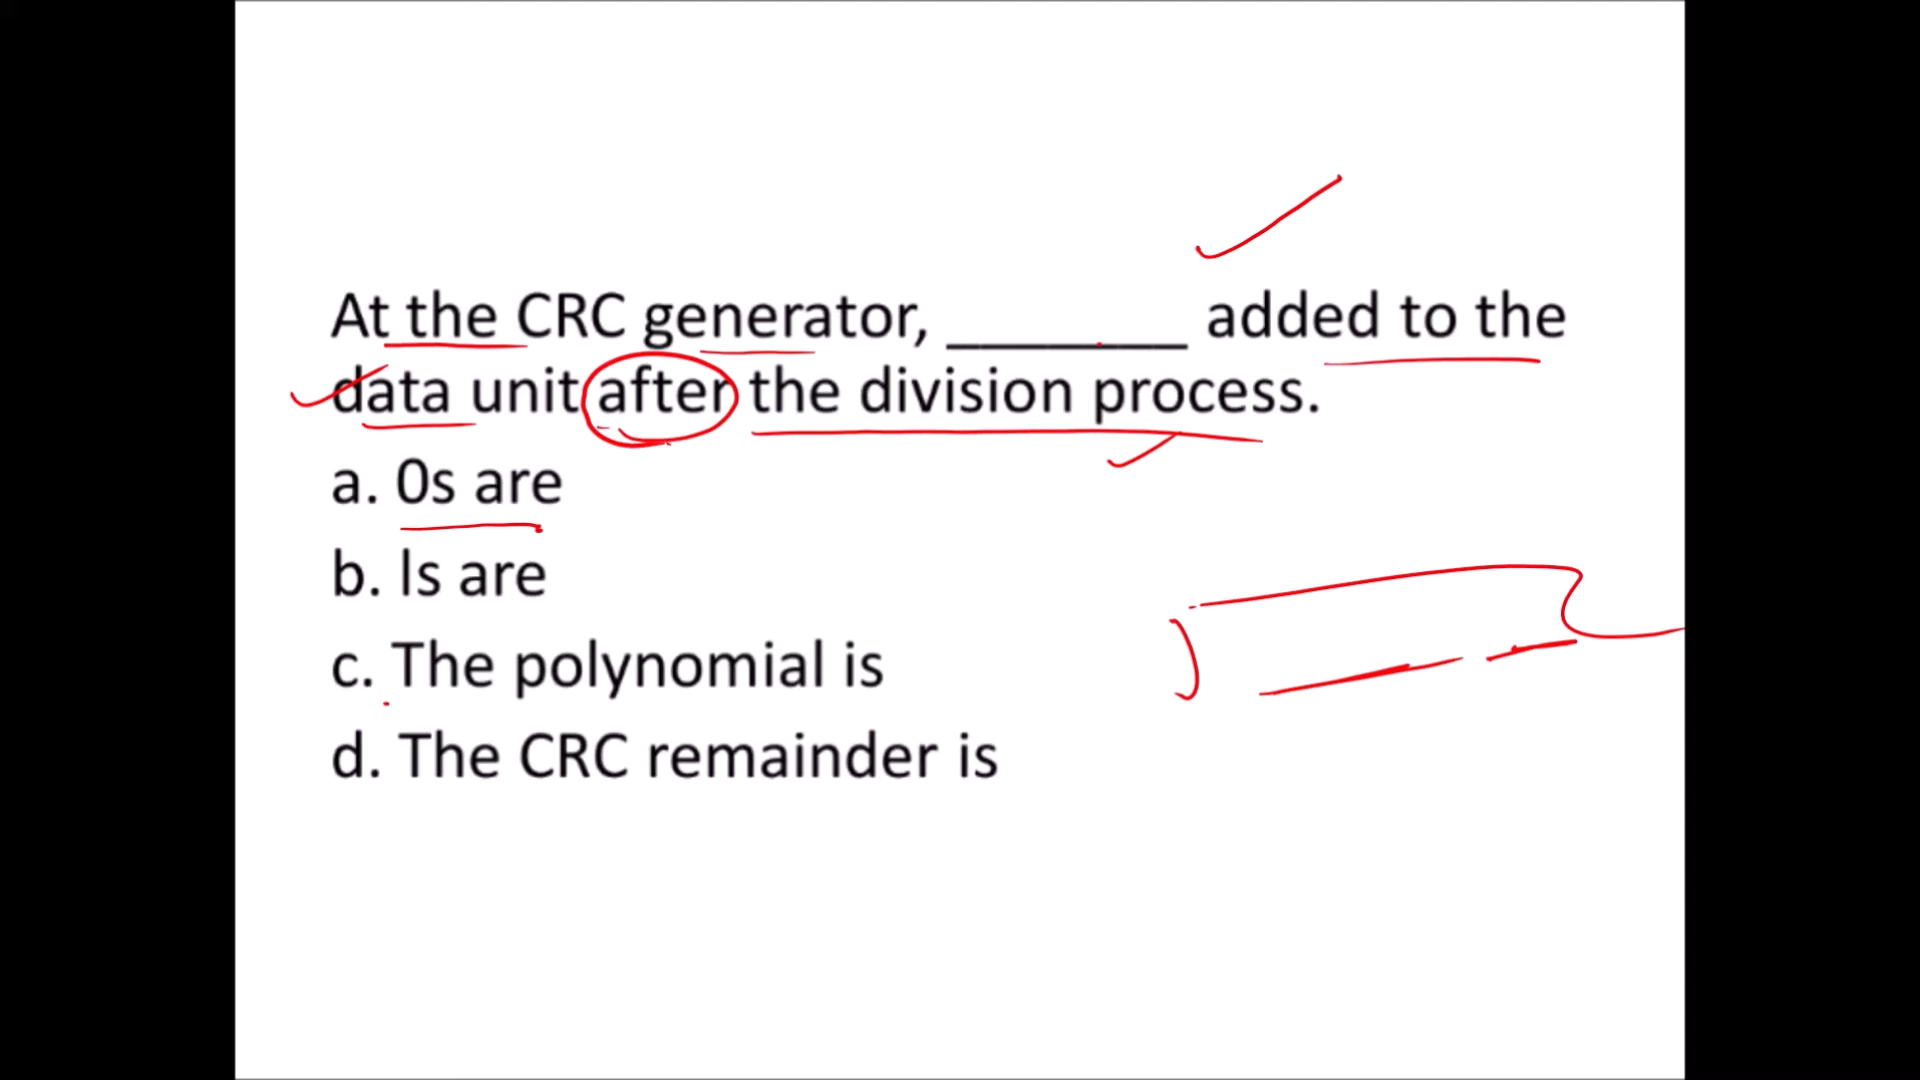 At the CRC generator, _______ added to the
data unit after the division process.
a. 0s are
b. ls are
c. The polynomial is
d. The CRC remainder is